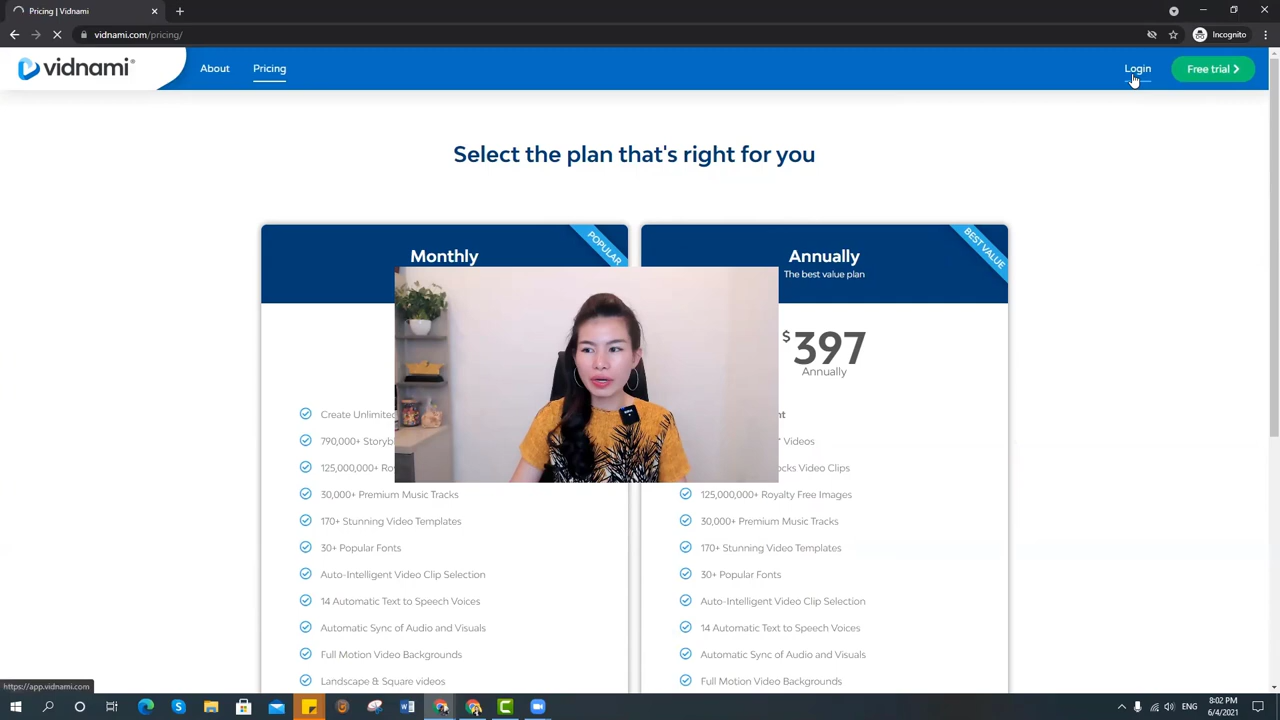 Pricing | Vidnami
vidnami.com/pricing/
Incognito
vidnami®
About
Pricing
Login
Free trial
Select the plan that's right for you
Monthly
POPULAR
Create Unlimited
790,000+
125,000,000+
30,000+ Premium Music Tracks
170+ Stunning Video Templates
30+ Popular Fonts
Auto-Intelligent Video Clip Selection
14 Automatic Text to Speech Voices
Automatic Sync of Audio and Visuals
Full Motion Video Backgrounds
Landscape & Square videos
Annually
The best value plan
BEST VALUE
$397
Annually
Videos
Video Clips
125,000,000+ Royalty Free Images
30,000+ Premium Music Tracks
170+ Stunning Video Templates
30+ Popular Fonts
Auto-Intelligent Video Clip Selection
14 Automatic Text to Speech Voices
Automatic Sync of Audio and Visuals
Full Motion Video Backgrounds
https://app.vidnami.com
ENG
8:02 PM
6/4/2021